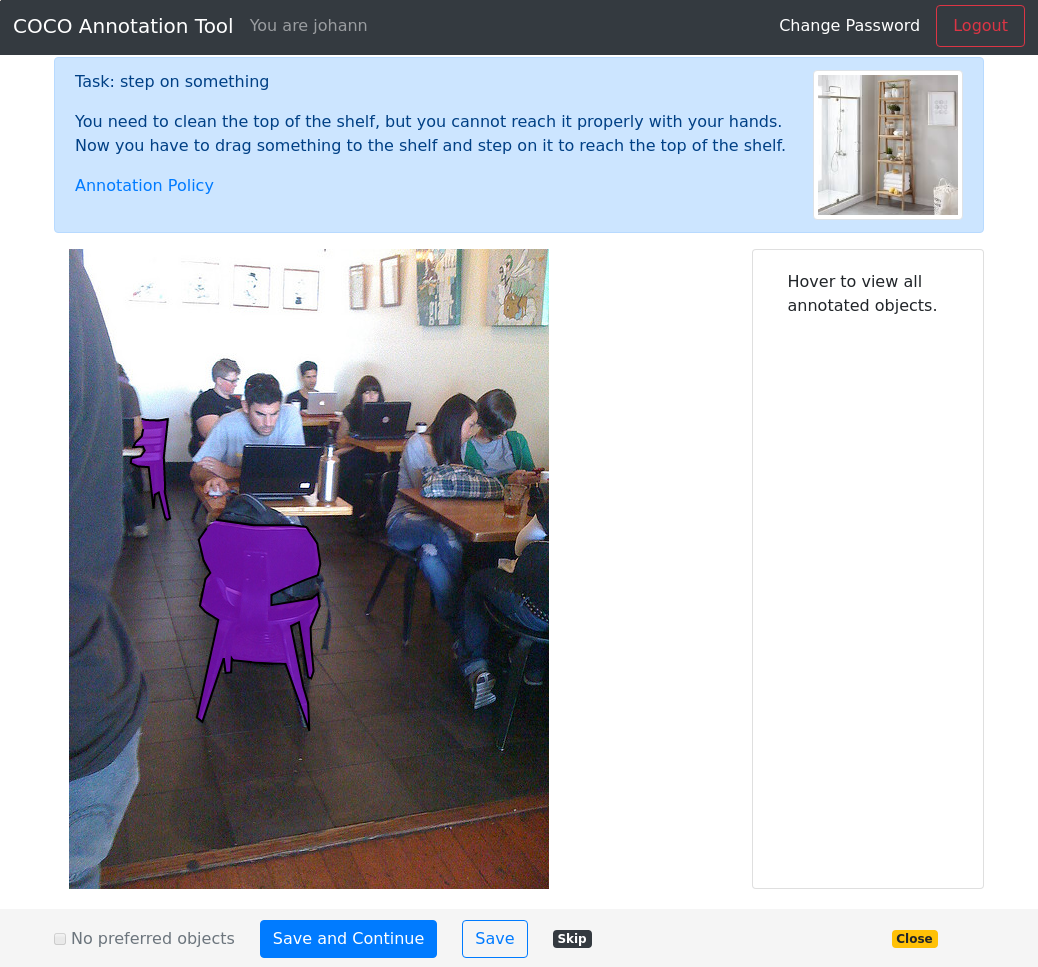 COCO Annotation Tool You are johann Change Password Logout
Task: step on something
You need to clean the top of the shelf, but you cannot reach it properly with your hands.
Now you have to drag something to the shelf and step on it to reach the top of the shelf.
Annotation Policy
Hover to view all
annotated objects.
No preferred objects Save and Continue Save Skip Close